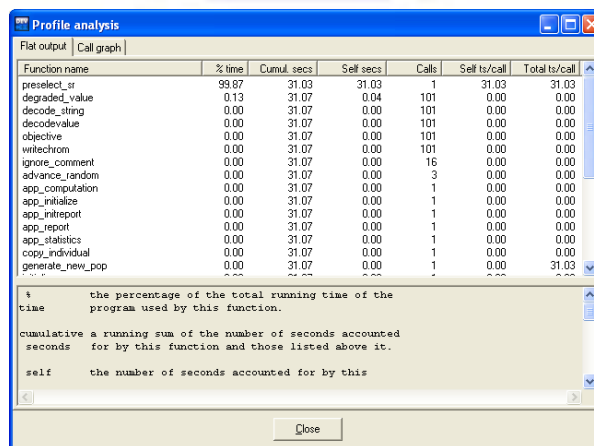 Profile analysis
Flat output Call graph
Function name % time Cumul. secs Self secs Calls Self ts/call Total ts/call
preselect_sr 99.87 31.03 31.03 1 31.03 31.03
degraded_value 0.13 31.07 0.04 101 0.00 0.00
decode_string 0.00 31.07 0.00 101 0.00 0.00
decodevalue 0.00 31.07 0.00 101 0.00 0.00
objective 0.00 31.07 0.00 101 0.00 0.00
writechrom 0.00 31.07 0.00 101 0.00 0.00
ignore_comment 0.00 31.07 0.00 16 0.00 0.00
advance_random 0.00 31.07 0.00 3 0.00 0.00
app_computation 0.00 31.07 0.00 1 0.00 0.00
app_initialize 0.00 31.07 0.00 1 0.00 0.00
app_initreport 0.00 31.07 0.00 1 0.00 0.00
app_report 0.00 31.07 0.00 1 0.00 0.00
app_statistics 0.00 31.07 0.00 1 0.00 0.00
copy_individual 0.00 31.07 0.00 1 0.00 0.00
generate_new_pop 0.00 31.07 0.00 1 0.00 31.03
% the percentage of the total running time of the
time program used by this function.
cumulative a running sum of the number of seconds accounted
seconds for by this function and those listed above it.
self the number of seconds accounted for by this
Close